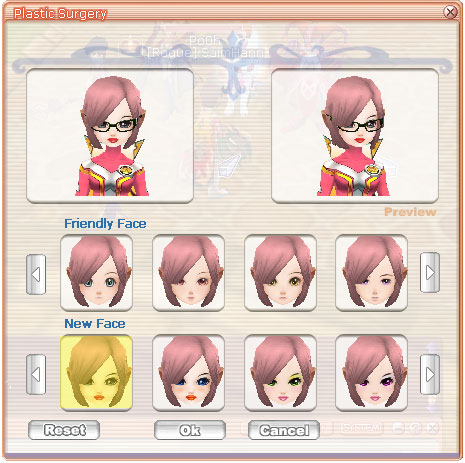 Plastic Surgery
Preview
Friendly Face
New Face
Reset
Ok
Cancel